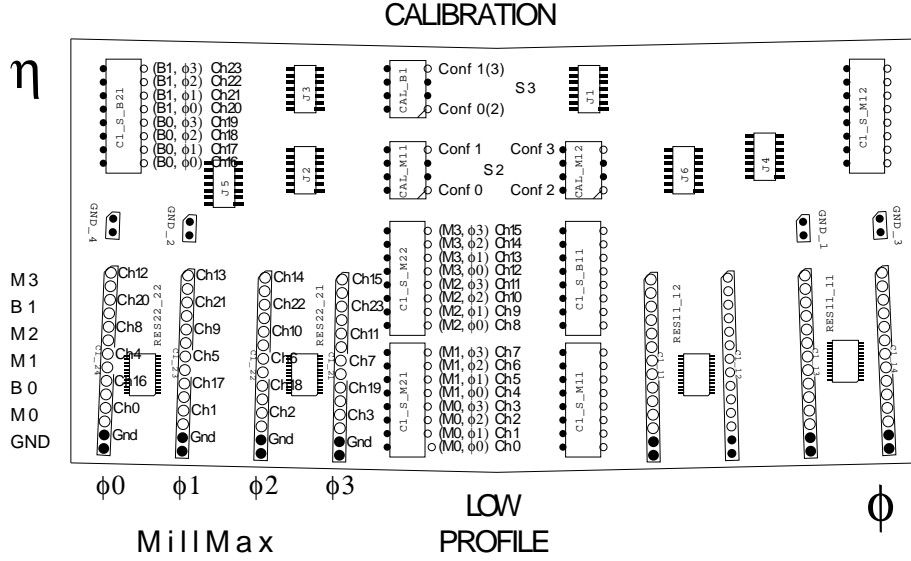 CALIBRATION
η
(B1, ϕ3) Ch23
(B1, ϕ2) Ch22
(B1, ϕ1) Ch21
(B1, ϕ0) Ch20
(B0, ϕ3) Ch19
(B0, ϕ2) Ch18
(B0, ϕ1) Ch17
(B0, ϕ0) Ch16
C1_S_B21
J3
CAL_B1
Conf 1(3)
Conf 0(2)
S3
J1
C1_S_M12
J5
J2
CAL_M11
Conf 1
Conf 0
S2
Conf 3
Conf 2
CAL_M12
J6
J4
GND_4
GND_2
GND_1
GND_3
C1_S_M22
(M3, ϕ3) Ch15
(M3, ϕ2) Ch14
(M3, ϕ1) Ch13
(M3, ϕ0) Ch12
(M2, ϕ3) Ch11
(M2, ϕ2) Ch10
(M2, ϕ1) Ch9
(M2, ϕ0) Ch8
C1_S_B11
C1_S_M21
(M1, ϕ3) Ch7
(M1, ϕ2) Ch6
(M1, ϕ1) Ch5
(M1, ϕ0) Ch4
(M0, ϕ3) Ch3
(M0, ϕ2) Ch2
(M0, ϕ1) Ch1
(M0, ϕ0) Ch0
C1_S_M11
M3 Ch12 Ch13 Ch14 Ch15
B1 Ch20 Ch21 Ch22 Ch23
M2 Ch8 Ch9 Ch10 Ch11
M1 Ch4 Ch5 Ch6 Ch7
B0 Ch16 Ch17 Ch18 Ch19
M0 Ch0 Ch1 Ch2 Ch3
GND Gnd Gnd Gnd Gnd
C1_24
C1_23
RES22_22
C1_22
RES22_21
C1_21
C1_11
RES11_12
C1_12
C1_13
RES11_11
C1_14
ϕ0 ϕ1 ϕ2 ϕ3
ϕ
MillMax
LOW
PROFILE